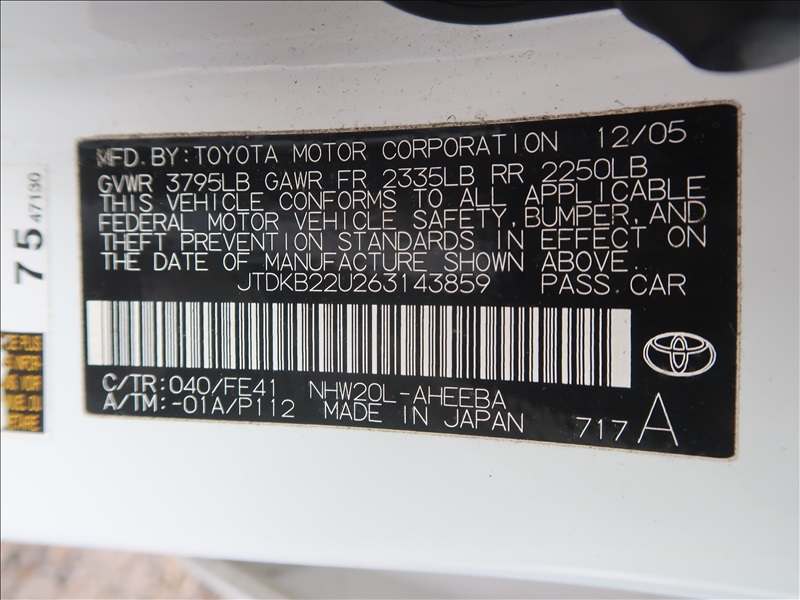 MFD. BY: TOYOTA MOTOR CORPORATION 12/05
GVWR 3795LB GAWR FR 2335LB RR 2250LB
THIS VEHICLE CONFORMS TO ALL APPLICABLE
FEDERAL MOTOR VEHICLE SAFETY, BUMPER, AND
THEFT PREVENTION STANDARDS IN EFFECT ON
THE DATE OF MANUFACTURE SHOWN ABOVE.
JTDKB22U263143859 PASS. CAR
C/TR: 040/FE41 NHW20L-AHEEBA
A/TM: -01A/P112 MADE IN JAPAN
717A
75
47130